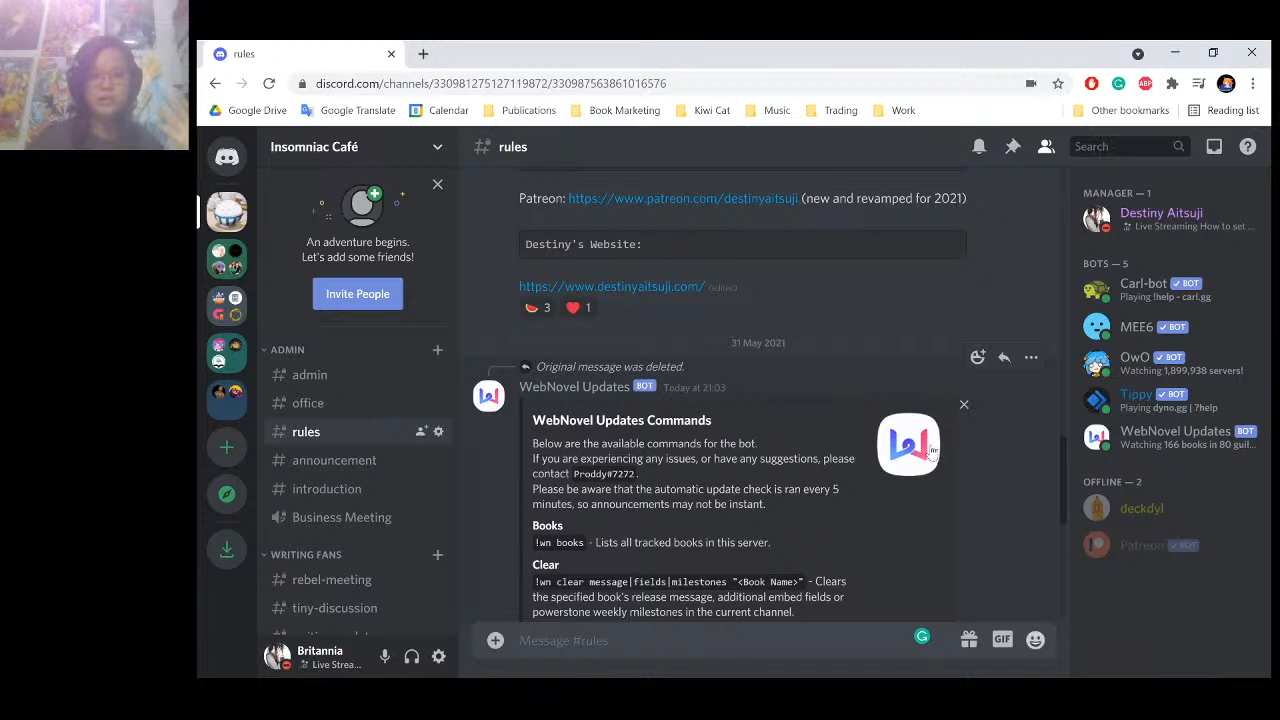 rules
discord.com/channels/330981275127119872/330987563861016576
Google Drive
Google Translate
Calendar
Publications
Book Marketing
Kiwi Cat
Music
Trading
Work
Other bookmarks
Reading list
Insomniac Café
An adventure begins.
Let's add some friends!
Invite People
ADMIN
admin
office
rules
announcement
introduction
Business Meeting
WRITING FANS
rebel-meeting
tiny-discussion
Britannia
Live Strea...
rules
Search
Patreon: https://www.patreon.com/destinyaitsuji (new and revamped for 2021)
Destiny's Website:
https://www.destinyaitsuji.com/ (edited)
3 1
31 May 2021
Original message was deleted.
WebNovel Updates BOT Today at 21:03
WebNovel Updates Commands
Below are the available commands for the bot.
If you are experiencing any issues, or have any suggestions, please
contact Proddy#7272.
Please be aware that the automatic update check is ran every 5
minutes, so announcements may not be instant.
Books
!wn books - Lists all tracked books in this server.
Clear
!wn clear message|fields|milestones "<Book Name>" - Clears
the specified book's release message, additional embed fields or
powerstone weekly milestones in the current channel.
Message #rules
GIF
MANAGER — 1
Destiny Aitsuji
Live Streaming How to set ...
BOTS — 5
Carl-bot ✓ BOT
Playing !help - carl.gg
MEE6 ✓ BOT
OwO ✓ BOT
Watching 1,899,938 servers!
Tippy ✓ BOT
Playing dyno.gg | ?help
WebNovel Updates BOT
Watching 166 books in 80 guil...
OFFLINE — 2
deckdyl
Patreon ✓ BOT